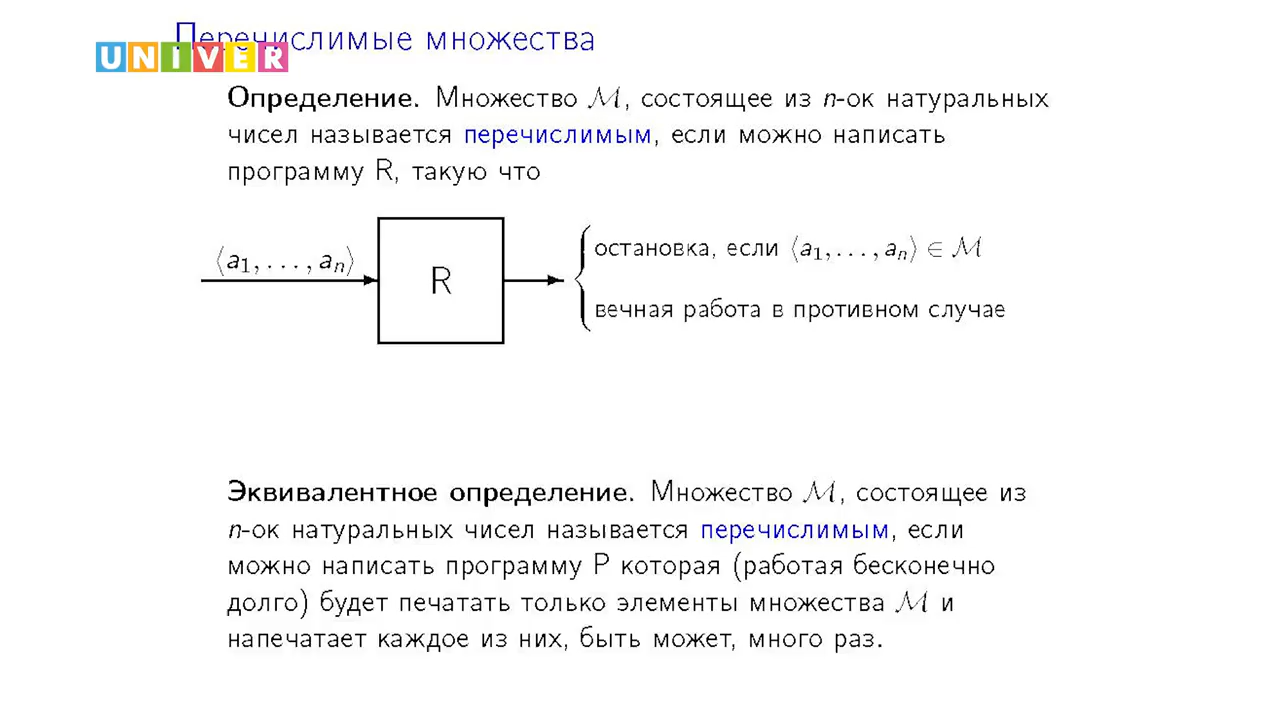 Перечислимые множества
UNIVER
Определение. Множество ℳ, состоящее из n-ок натуральных
чисел называется перечислимым, если можно написать
программу R, такую что
⟨a₁, . . . , aₙ⟩
R
остановка, если ⟨a₁, . . . , aₙ⟩ ∈ ℳ
вечная работа в противном случае
Эквивалентное определение. Множество ℳ, состоящее из
n-ок натуральных чисел называется перечислимым, если
можно написать программу P которая (работая бесконечно
долго) будет печатать только элементы множества ℳ и
напечатает каждое из них, быть может, много раз.